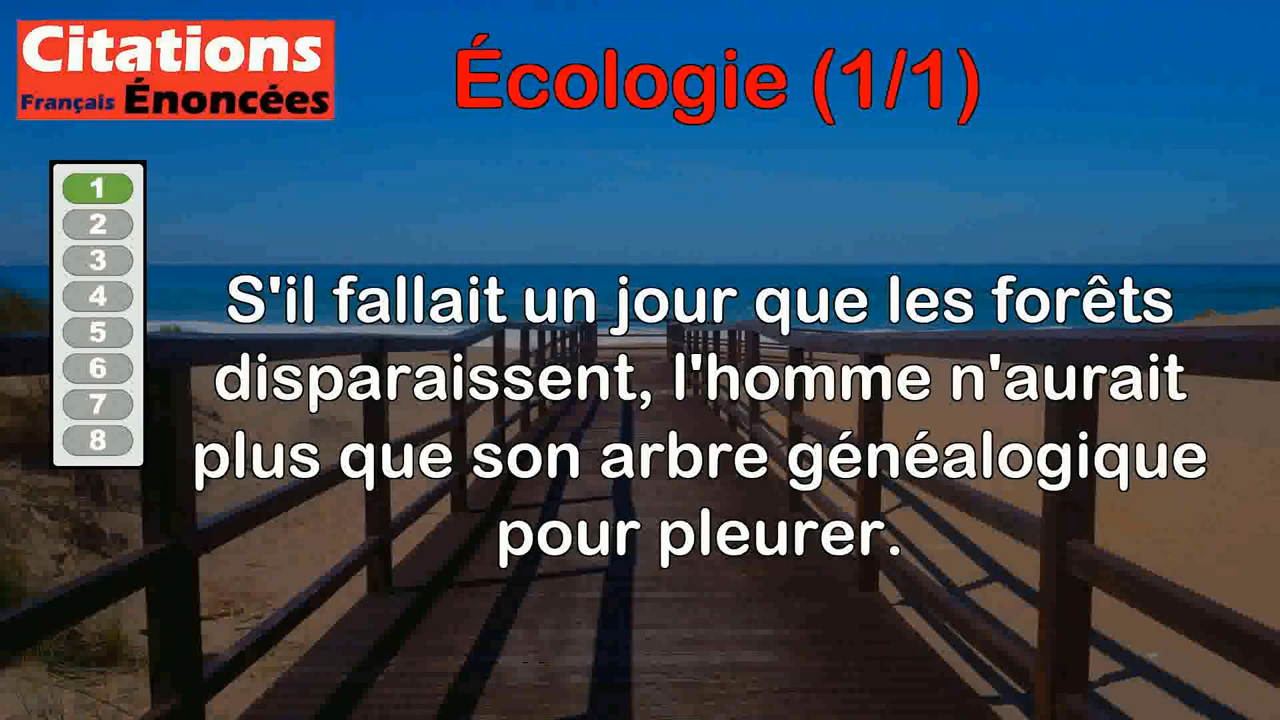 Citations
Français Énoncées
Écologie (1/1)
1
2
3
4
5
6
7
8
S'il fallait un jour que les forêts
disparaissent, l'homme n'aurait
plus que son arbre généalogique
pour pleurer.